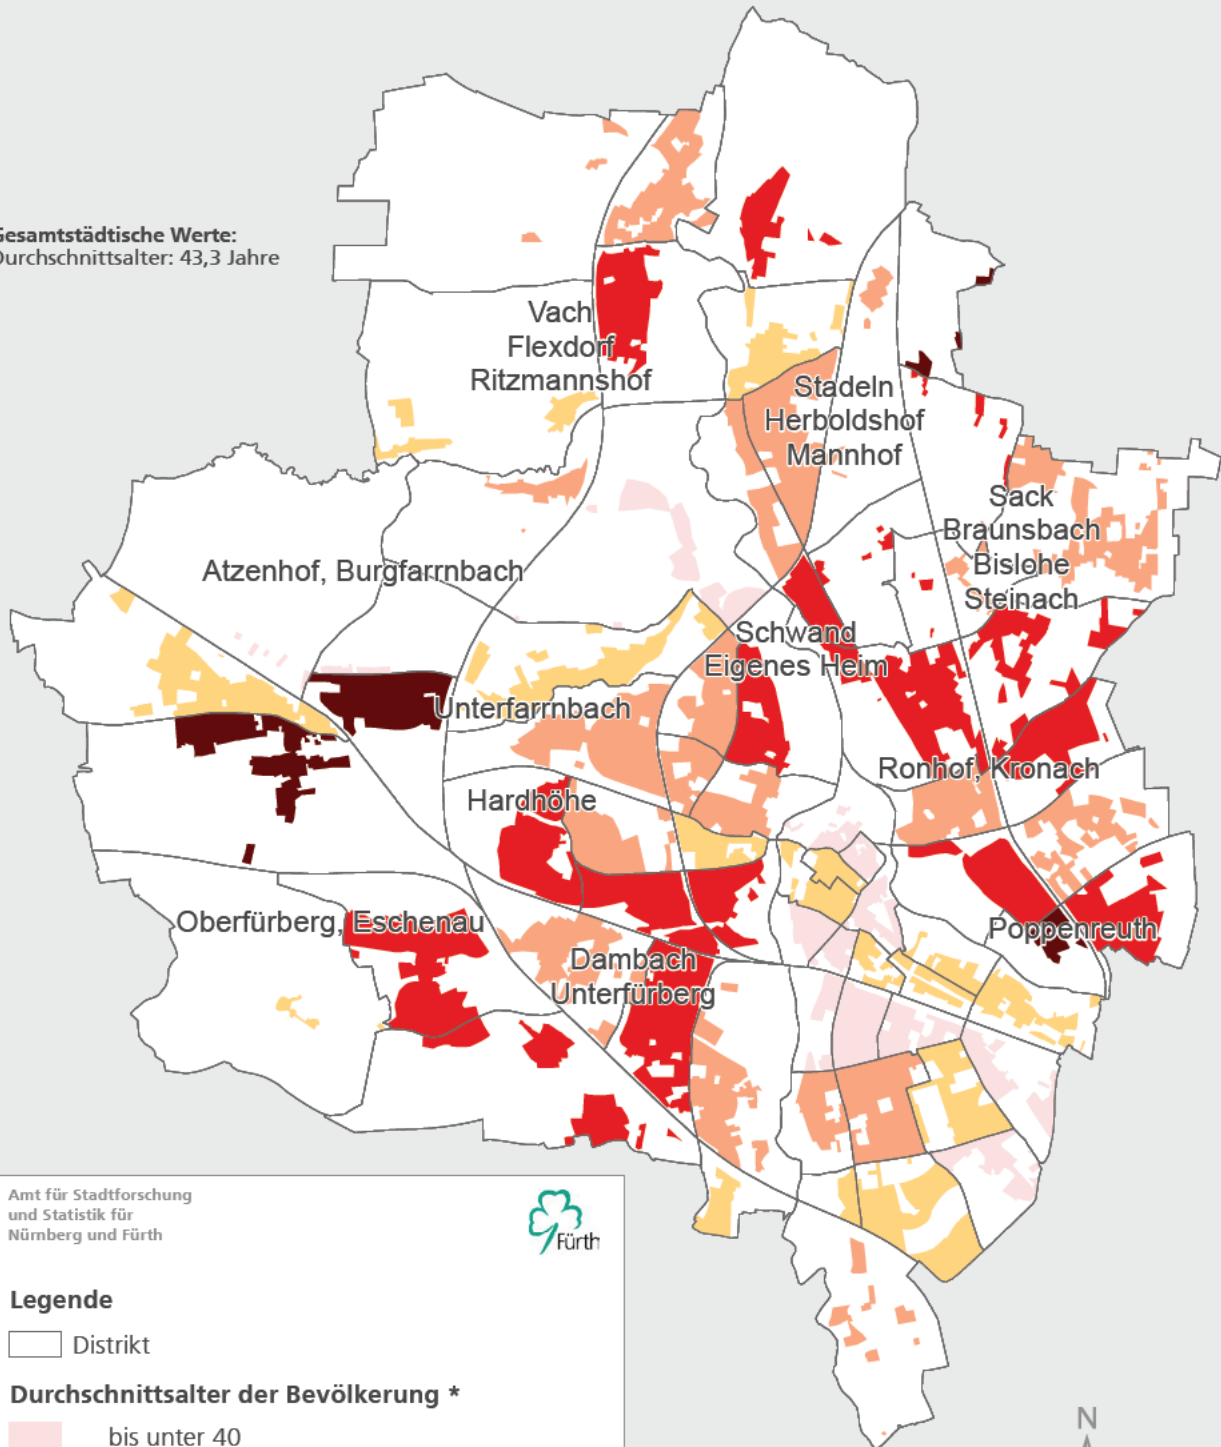 Gesamtstädtische Werte:
Durchschnittsalter: 43,3 Jahre
Vach
Flexdorf
Ritzmannshof
Stadeln
Herboldshof
Mannhof
Sack
Braunsbach
Bislohe
Steinach
Atzenhof, Burgfarrnbach
Schwand
Eigenes Heim
Unterfarrnbach
Ronhof, Kronach
Hardhöhe
Oberfürberg, Eschenau
Poppenreuth
Dambach
Unterfürberg
Amt für Stadtforschung
und Statistik für
Nürnberg und Fürth
Fürth
Legende
Distrikt
Durchschnittsalter der Bevölkerung *
bis unter 40
N